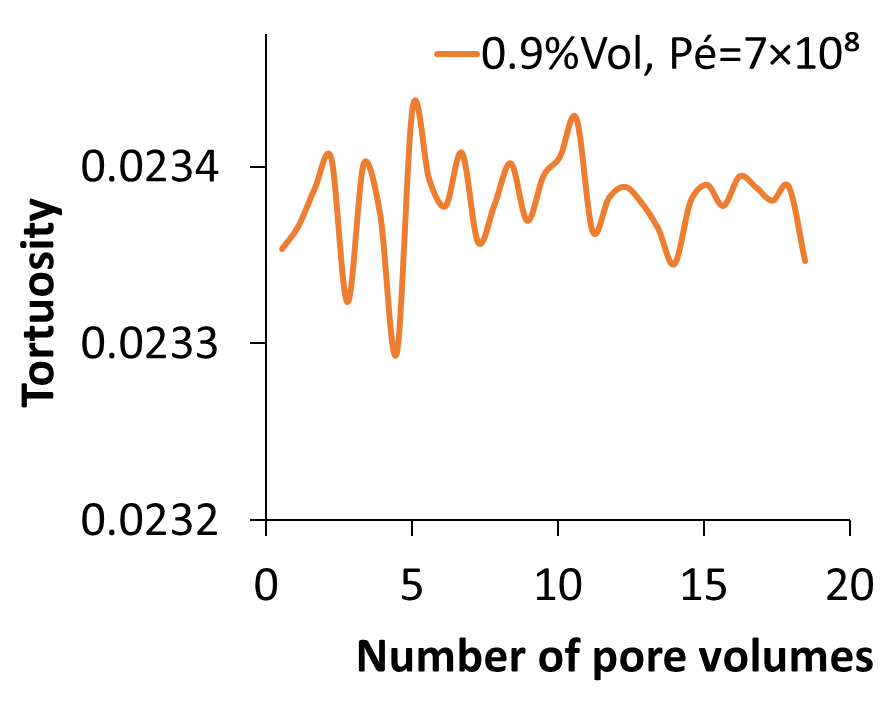 0.9%Vol, Pé=7×10⁸
Tortuosity
0.0234
0.0233
0.0232
0 5 10 15 20
Number of pore volumes